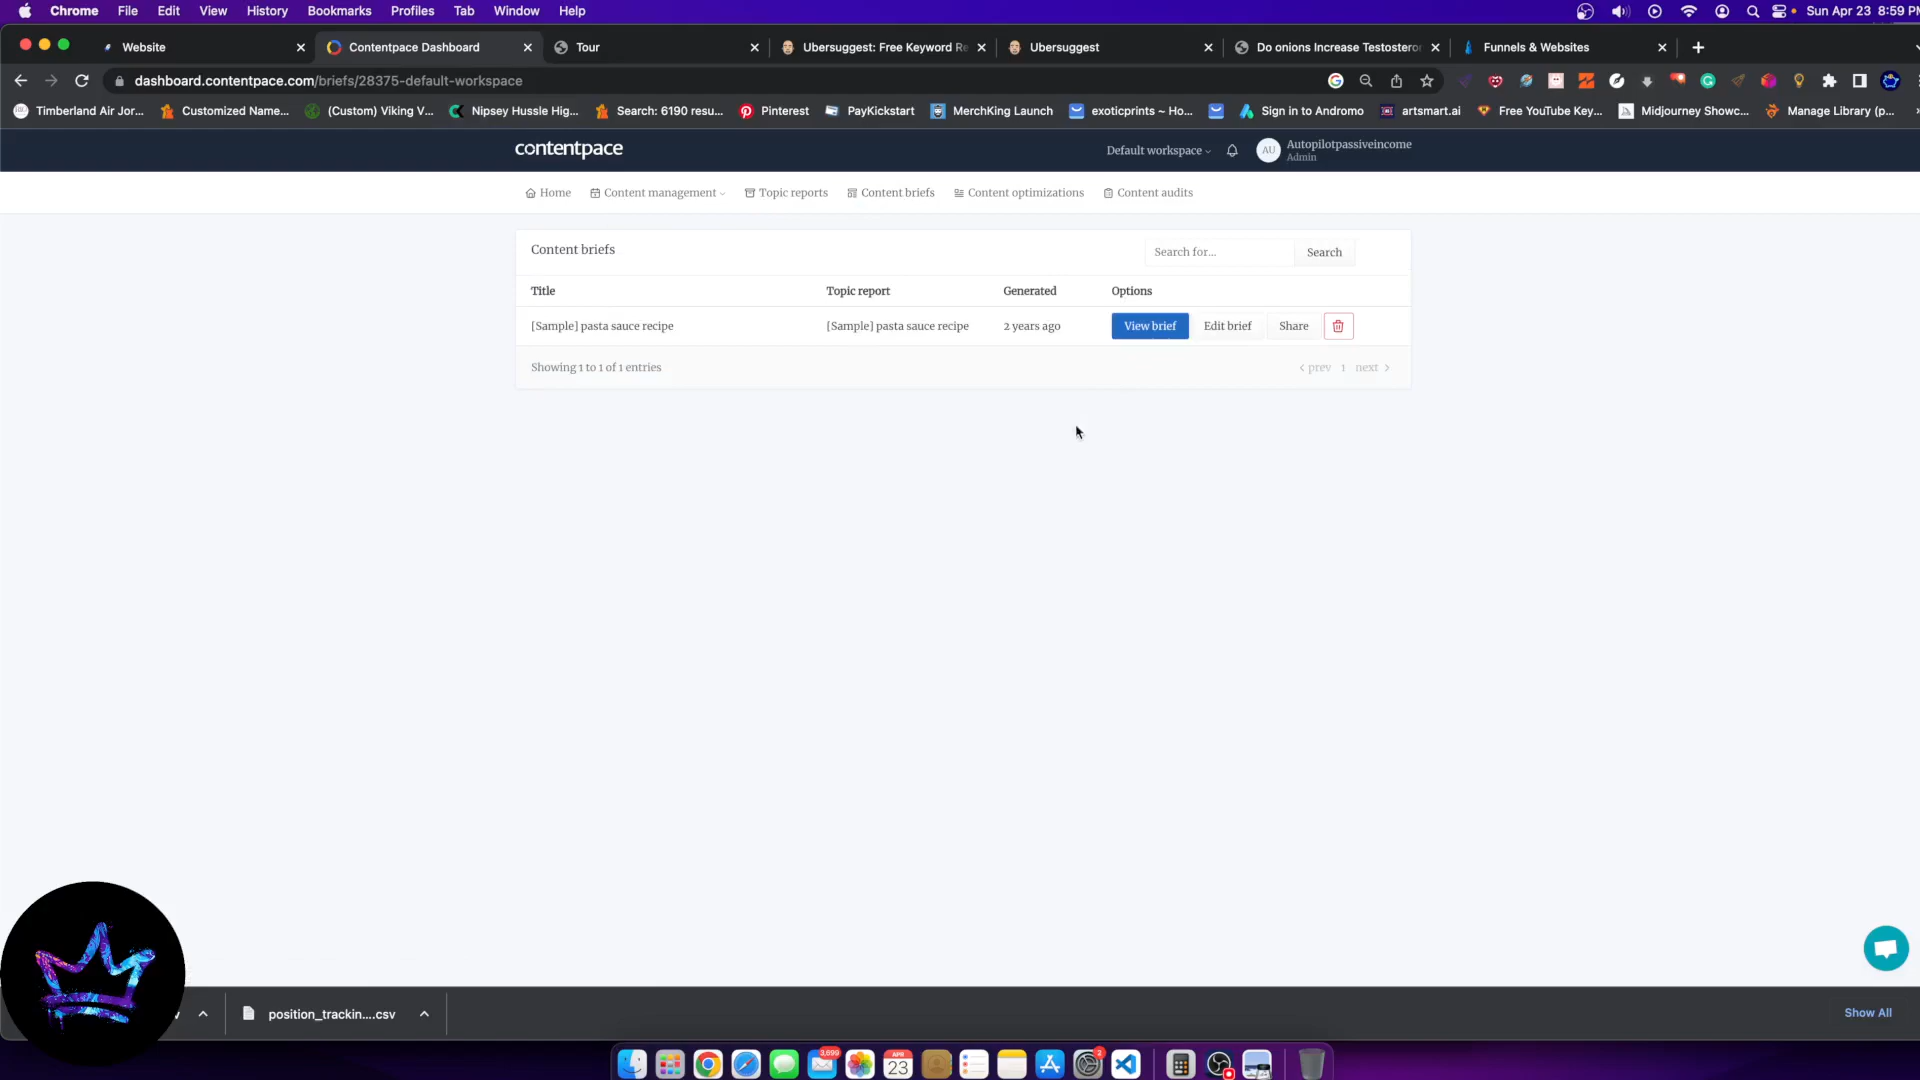 Chrome File Edit View History Bookmarks Profiles Tab Window Help Sun Apr 23 8:59 PM
Website Contentpace Dashboard Tour Ubersuggest: Free Keyword Re Ubersuggest Do onions Increase Testosteron Funnels & Websites
dashboard.contentpace.com/briefs/28375-default-workspace
Timberland Air Jor... Customized Name... (Custom) Viking V... Nipsey Hussle Hig... Search: 6190 resu... Pinterest PayKickstart MerchKing Launch exoticprints ~ Ho... Sign in to Andromo artsmart.ai Free YouTube Key... Midjourney Showc... Manage Library (p...
contentpace Default workspace AU Autopilotpassiveincome
Admin
Home Content management Topic reports Content briefs Content optimizations Content audits
Content briefs Search for... Search
Title Topic report Generated Options
[Sample] pasta sauce recipe [Sample] pasta sauce recipe 2 years ago View brief Edit brief Share
Showing 1 to 1 of 1 entries prev 1 next
position_trackin....csv Show All
3,699 APR 23 2